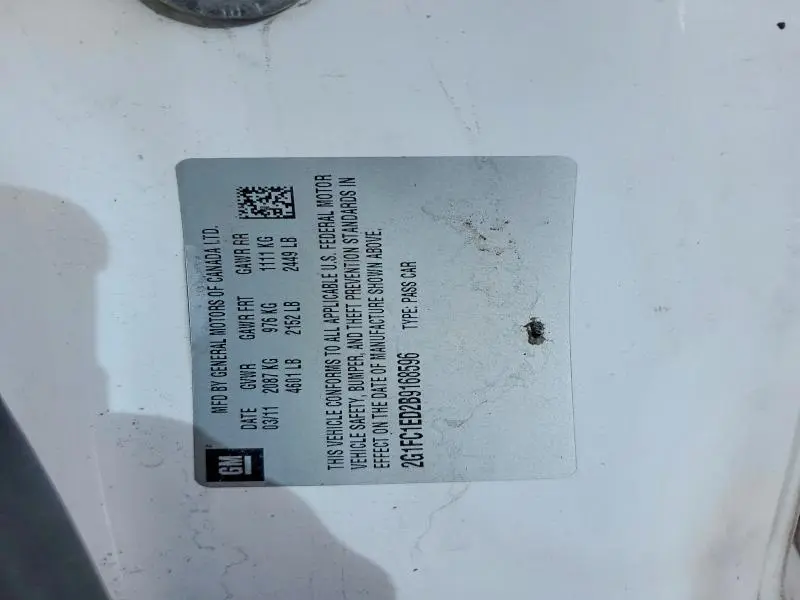 GM
MFD BY GENERAL MOTORS OF CANADA LTD.
DATE GVWR GAWR FRT GAWR RR
03/11 2087 KG 976 KG 1111 KG
4601 LB 2152 LB 2449 LB
THIS VEHICLE CONFORMS TO ALL APPLICABLE U.S. FEDERAL MOTOR
VEHICLE SAFETY, BUMPER, AND THEFT PREVENTION STANDARDS IN
EFFECT ON THE DATE OF MANUFACTURE SHOWN ABOVE.
2G1FC1ED2B9168596 TYPE: PASS CAR